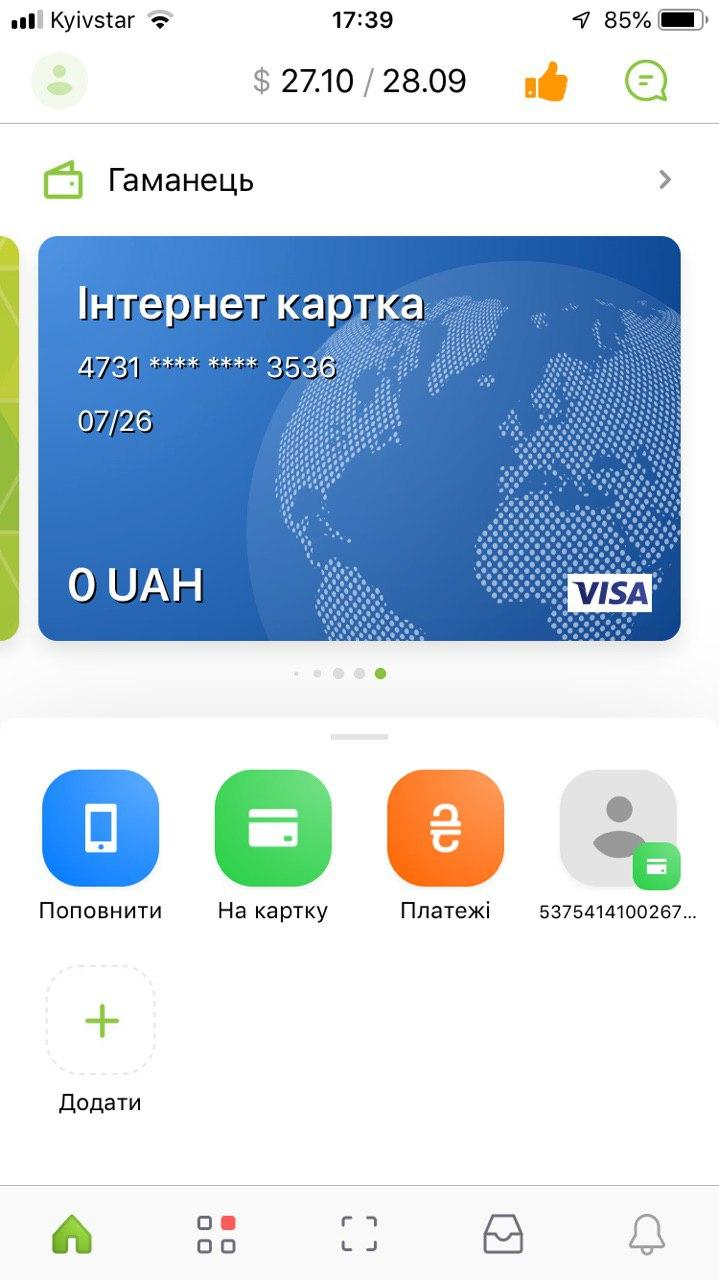 Kyivstar 17:39 85%
$ 27.10 / 28.09
Гаманець
Інтернет картка
4731 **** **** 3536
07/26
0 UAH VISA
Поповнити На картку Платежі 5375414100267...
Додати